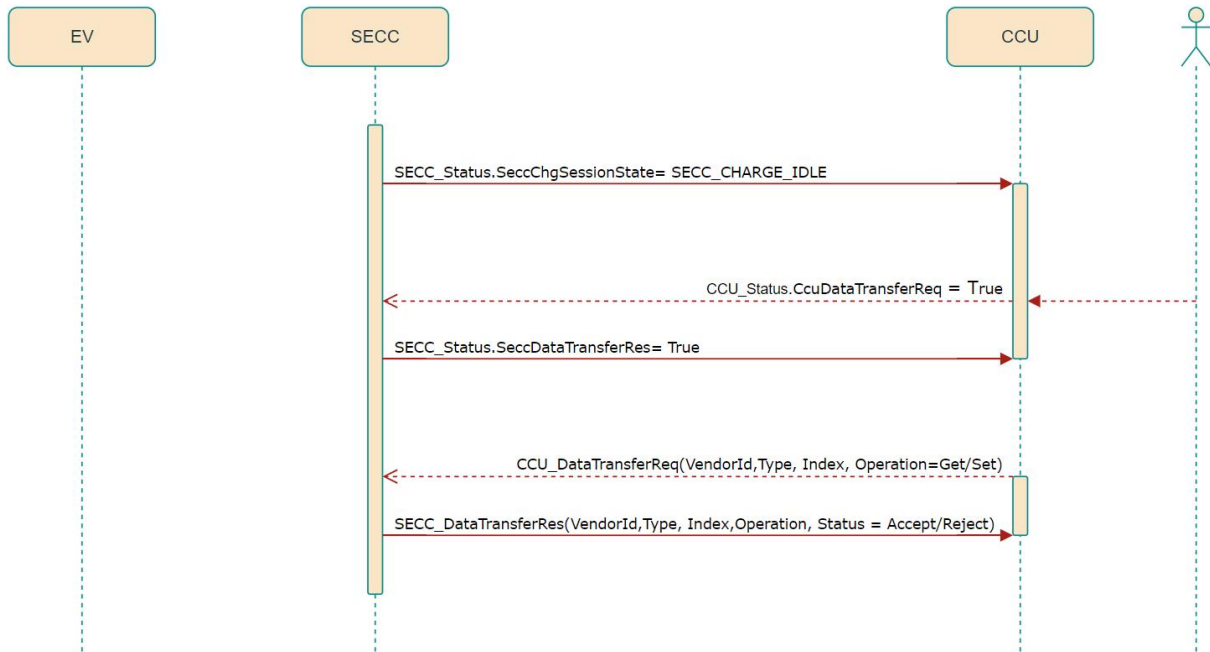 EV
SECC
CCU
SECC_Status.SeccChgSessionState= SECC_CHARGE_IDLE
CCU_Status.CcuDataTransferReq = True
SECC_Status.SeccDataTransferRes= True
CCU_DataTransferReq(VendorId,Type, Index, Operation=Get/Set)
SECC_DataTransferRes(VendorId,Type, Index,Operation, Status = Accept/Reject)